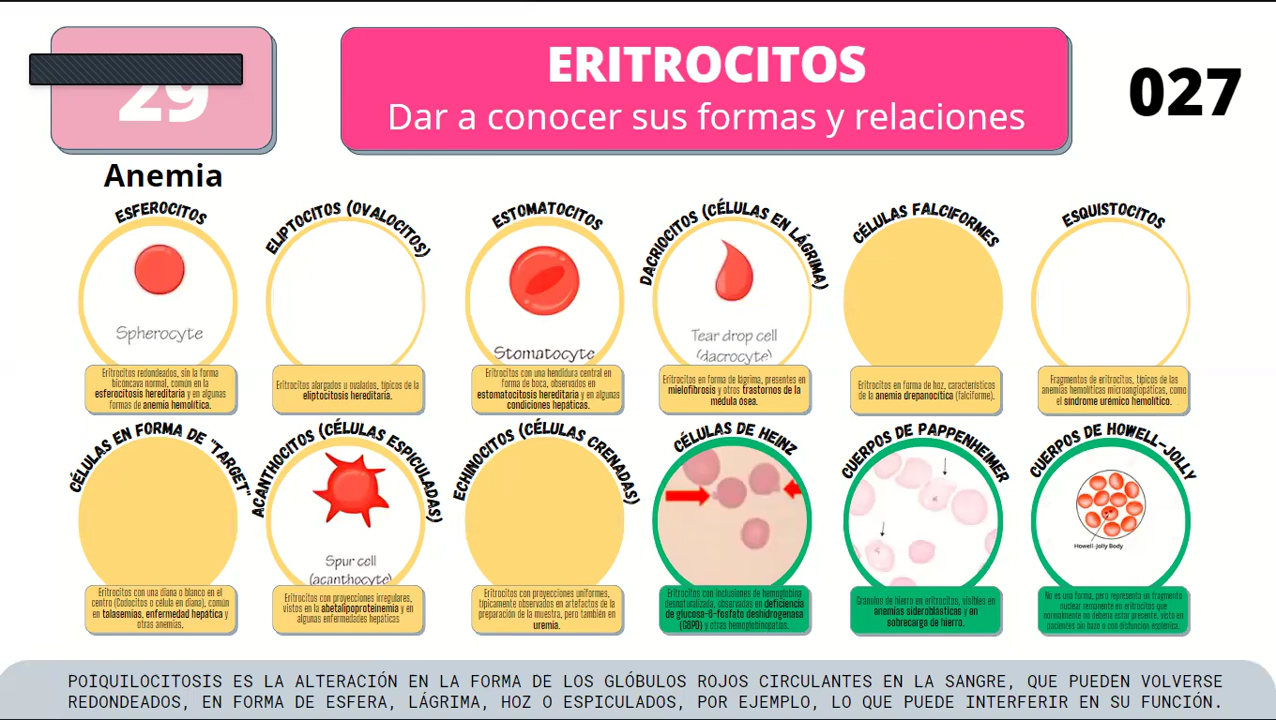 29
ERITROCITOS
Dar a conocer sus formas y relaciones
027
Anemia
ESFEROCITOS
ELIPTOCITOS (OVALOCITOS)
ESTOMATOCITOS
DACRIOCITOS (CÉLULAS EN LÁGRIMA)
CÉLULAS FALCIFORMES
ESQUISTOCITOS
Spherocyte
Stomatocyte
Tear drop cell
(dacrocyte)
Eritrocitos redondeados, sin la forma
bicóncava normal, común en la
esferocitosis hereditaria y en algunas
formas de anemia hemolítica.
Eritrocitos alargados u ovalados, típicos de la
eliptocitosis hereditaria.
Eritrocitos con una hendidura central en
forma de boca, observados en
estomatocitosis hereditaria y en algunas
condiciones hepáticas.
Eritrocitos en forma de lágrima, presentes en
mielofibrosis y otros trastornos de la
médula ósea.
Eritrocitos en forma de hoz, característicos
de la anemia drepanocítica (falciforme).
Fragmentos de eritrocitos, típicos de las
anemias hemolíticas microangiopáticas, como
el síndrome urémico hemolítico.
CÉLULAS EN FORMA DE "TARGET"
ACANTHOCITOS (CÉLULAS ESPICULADAS)
ECHINOCITOS (CÉLULAS CRENADAS)
CÉLULAS DE HEINZ
CUERPOS DE PAPPENHEIMER
CUERPOS DE HOWELL-JOLLY
Spur cell
(acanthocyte)
Howell-Jolly Body
Eritrocitos con una diana o blanco en el
centro (Codocitos o célula en diana), común
en talasemias, enfermedad hepática y
otras anemias.
Eritrocitos con proyecciones irregulares,
vistos en la abetalipoproteinemia y en
algunas enfermedades hepáticas
Eritrocitos con proyecciones uniformes,
típicamente observados en artefactos de la
preparación de la muestra, pero también en
uremia.
Eritrocitos con inclusiones de hemoglobina
desnaturalizada, observadas en deficiencia
de glucosa-6-fosfato deshidrogenasa
(G6PD) y otras hemoglobinopatías.
Gránulos de hierro en eritrocitos, visibles en
anemias sideroblásticas y en
sobrecarga de hierro.
No es una forma, pero representa un fragmento
nuclear remanente en eritrocitos que
normalmente no debería estar presente, visto en
pacientes sin bazo o con disfunción esplénica.
POIQUILOCITOSIS ES LA ALTERACIÓN EN LA FORMA DE LOS GLÓBULOS ROJOS CIRCULANTES EN LA SANGRE, QUE PUEDEN VOLVERSE
REDONDEADOS, EN FORMA DE ESFERA, LÁGRIMA, HOZ O ESPICULADOS, POR EJEMPLO, LO QUE PUEDE INTERFERIR EN SU FUNCIÓN.